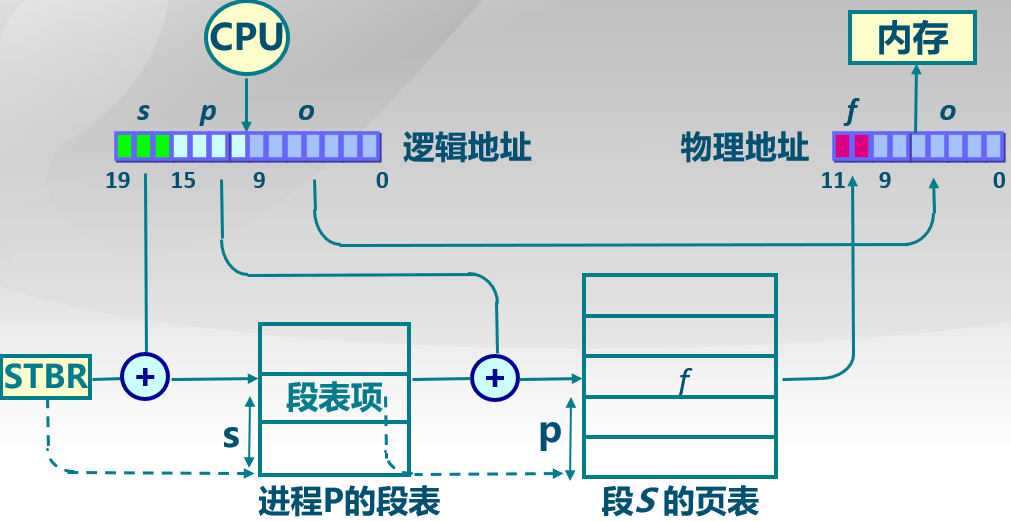 CPU
内存
s p o
f o
逻辑地址
物理地址
19 15 9 0
11 9 0
STBR
+
+
段表项
f
s
p
进程P的段表
段S的页表